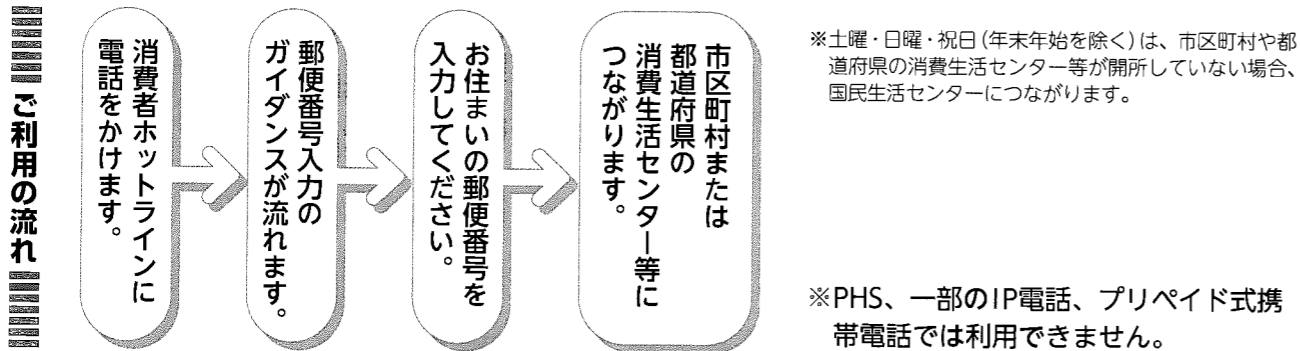 ご利用の流れ
消費者ホットラインに
電話をかけます。
郵便番号入力の
ガイダンスが流れます。
お住まいの郵便番号を
入力してください。
市区町村または
都道府県の
消費生活センター等に
つながります。
※土曜・日曜・祝日(年末年始を除く)は、市区町村や都
道府県の消費生活センター等が開所していない場合、
国民生活センターにつながります。
※PHS、一部のIP電話、プリペイド式携
帯電話では利用できません。